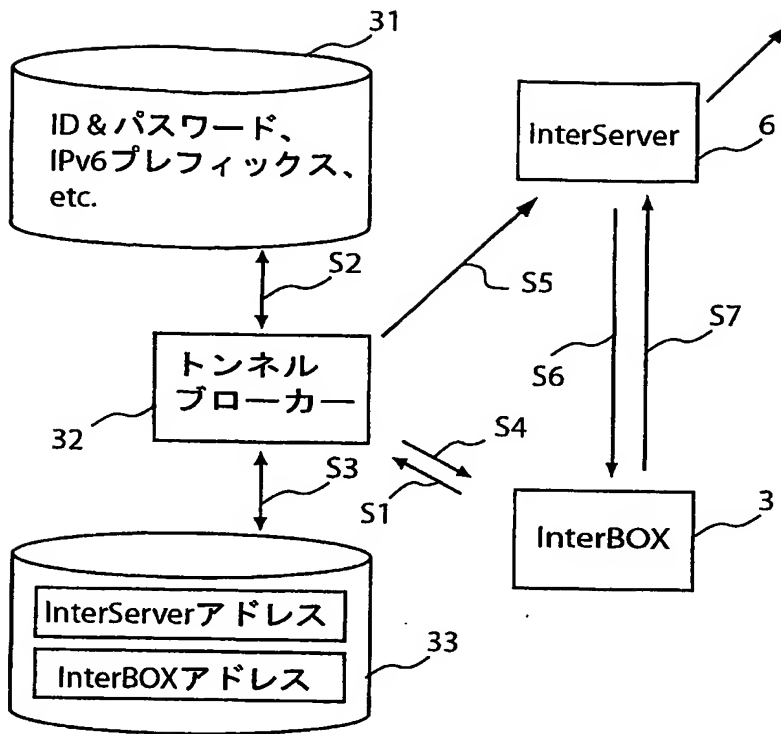 31
ID & パスワード、
IPv6プレフィックス、
etc.
InterServer
6
S2
S5
トンネル
ブローカー
32
S6
S7
S4
S3
S1
InterBOX
3
InterServerアドレス
InterBOXアドレス
33